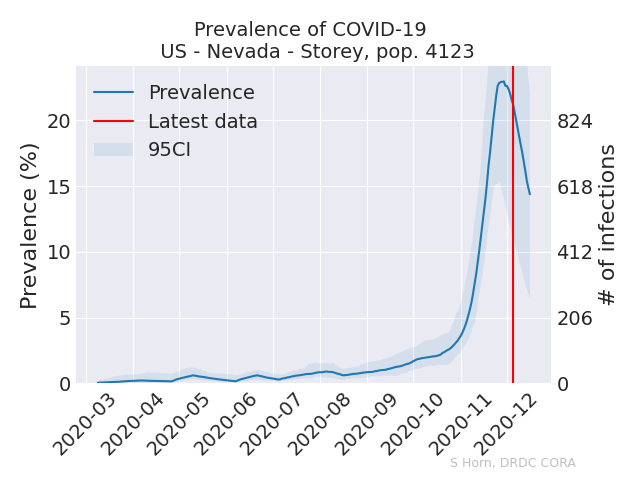 Prevalence of COVID-19
US - Nevada - Storey, pop. 4123
Prevalence
Latest data
95CI
Prevalence (%)
20
15
10
5
0
824
618
412
206
0
# of infections
2020-03
2020-04
2020-05
2020-06
2020-07
2020-08
2020-09
2020-10
2020-11
2020-12
S Horn, DRDC CORA